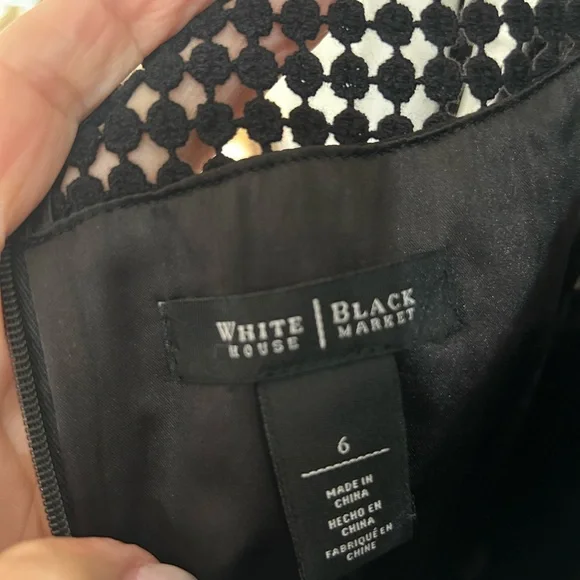 WHITE | BLACK
HOUSE | MARKET
6
MADE IN
CHINA
HECHO EN
CHINA
FABRIQUÉ EN
CHINE